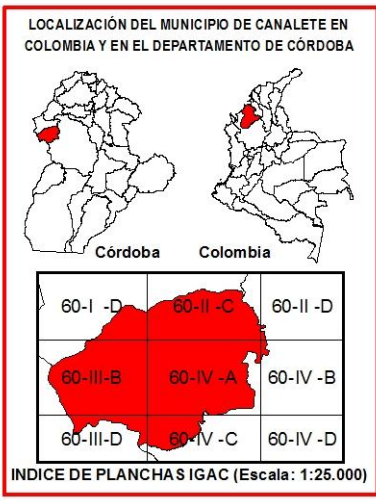 LOCALIZACIÓN DEL MUNICIPIO DE CANALETE EN
COLOMBIA Y EN EL DEPARTAMENTO DE CÓRDOBA
Córdoba Colombia
60-I -D 60-II -C 60-II -D
60-III-B 60-IV -A 60-IV -B
60-III-D 60-IV -C 60-IV -D
INDICE DE PLANCHAS IGAC (Escala: 1:25.000)